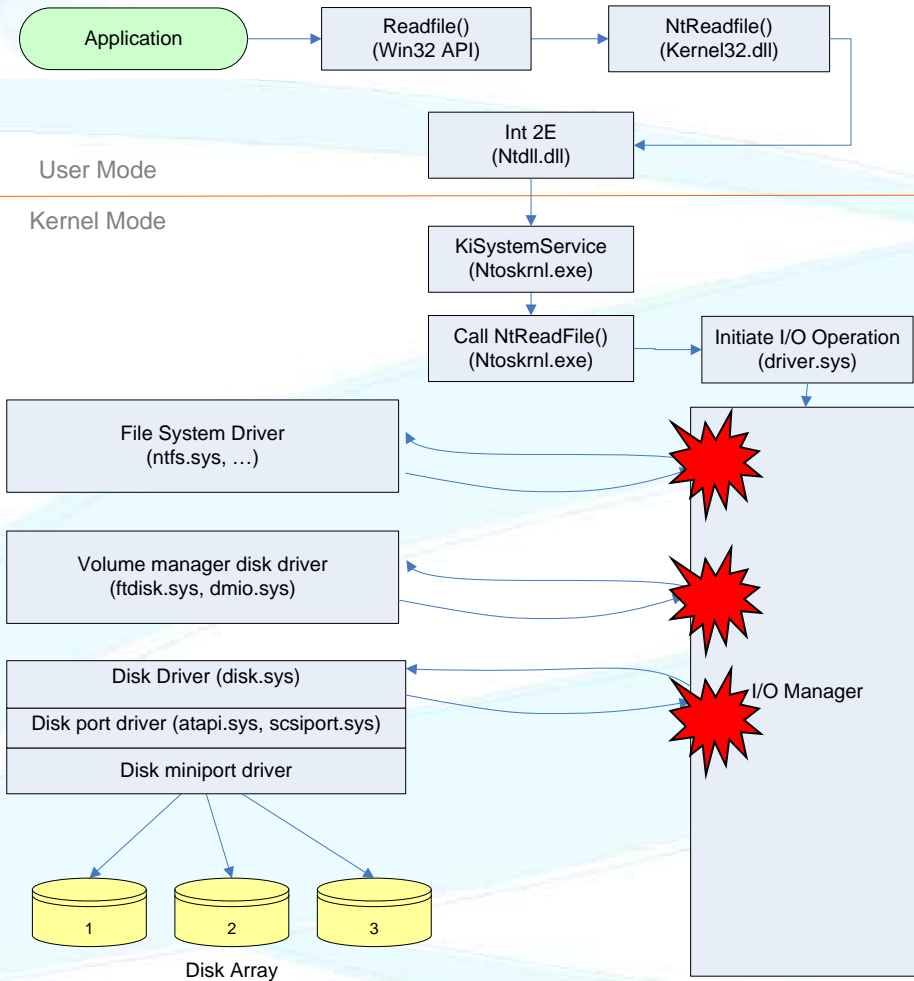 Application
Readfile()
(Win32 API)
NtReadfile()
(Kernel32.dll)
Int 2E
(Ntdll.dll)
User Mode
Kernel Mode
KiSystemService
(Ntoskrnl.exe)
Call NtReadFile()
(Ntoskrnl.exe)
Initiate I/O Operation
(driver.sys)
File System Driver
(ntfs.sys, …)
Volume manager disk driver
(ftdisk.sys, dmio.sys)
Disk Driver (disk.sys)
I/O Manager
Disk port driver (atapi.sys, scsiport.sys)
Disk miniport driver
1
2
3
Disk Array